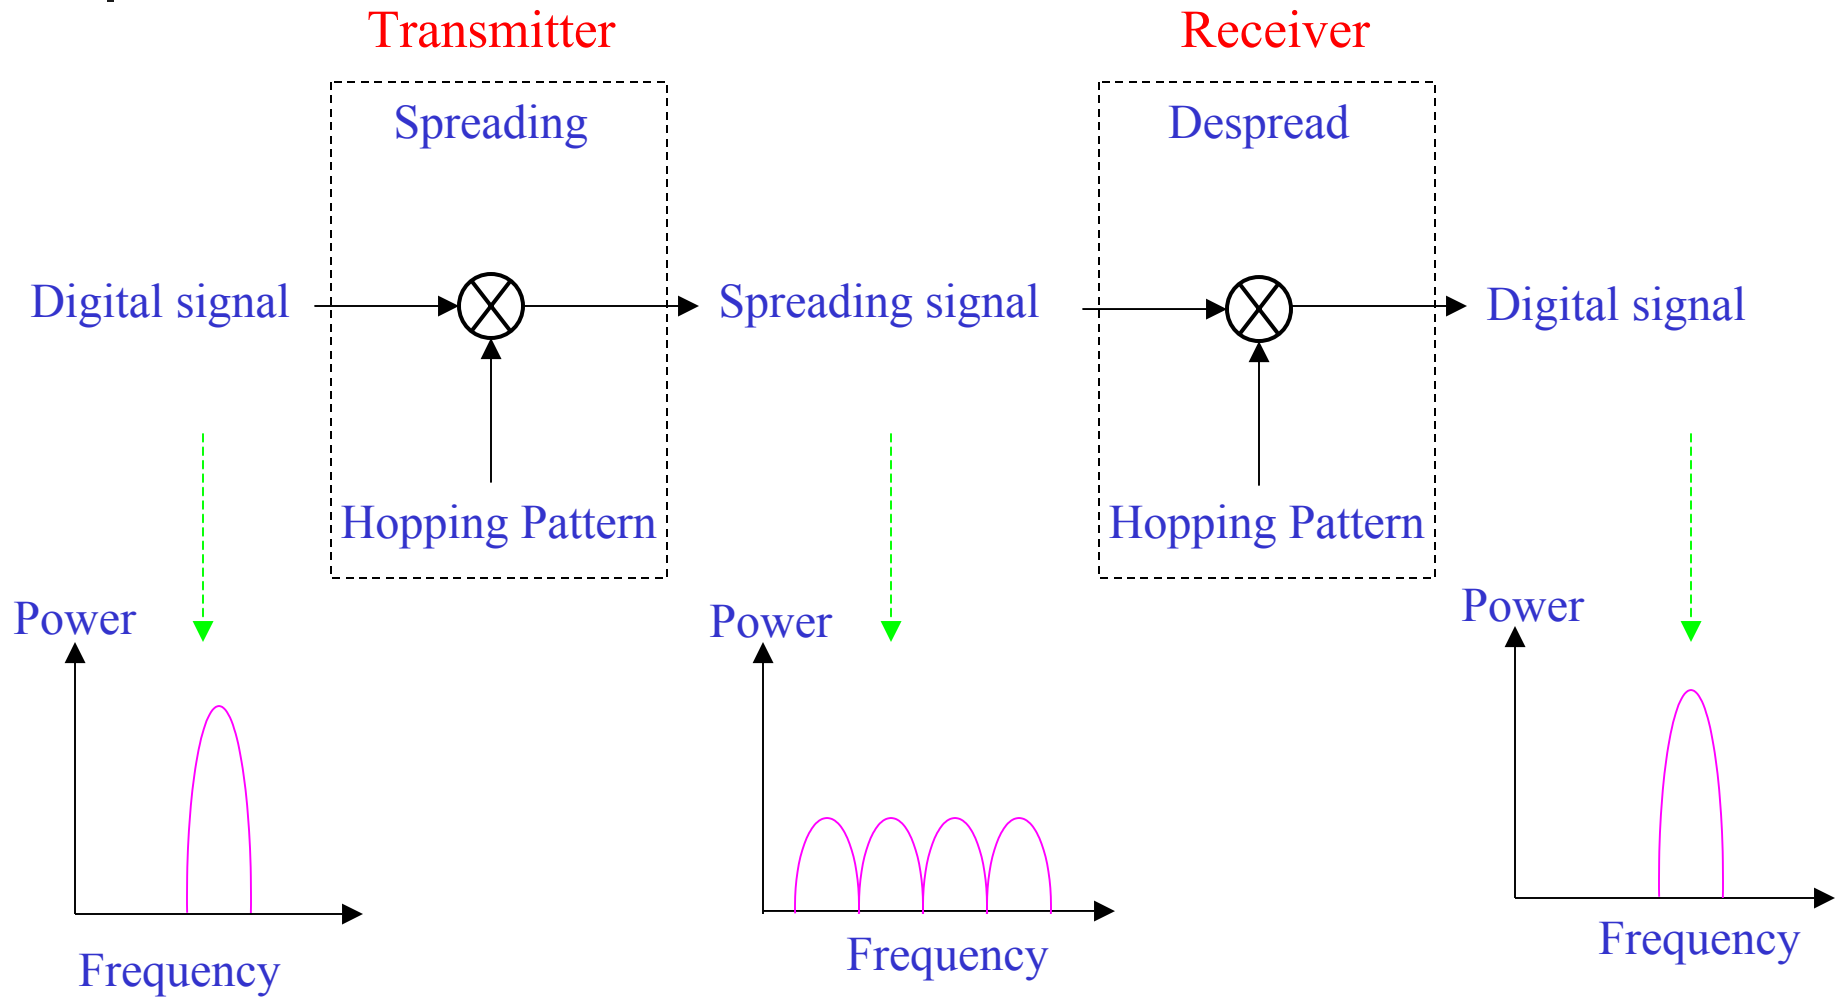 Transmitter
Receiver
Spreading
Despread
Digital signal
Spreading signal
Digital signal
Hopping Pattern
Hopping Pattern
Power
Power
Power
Frequency
Frequency
Frequency